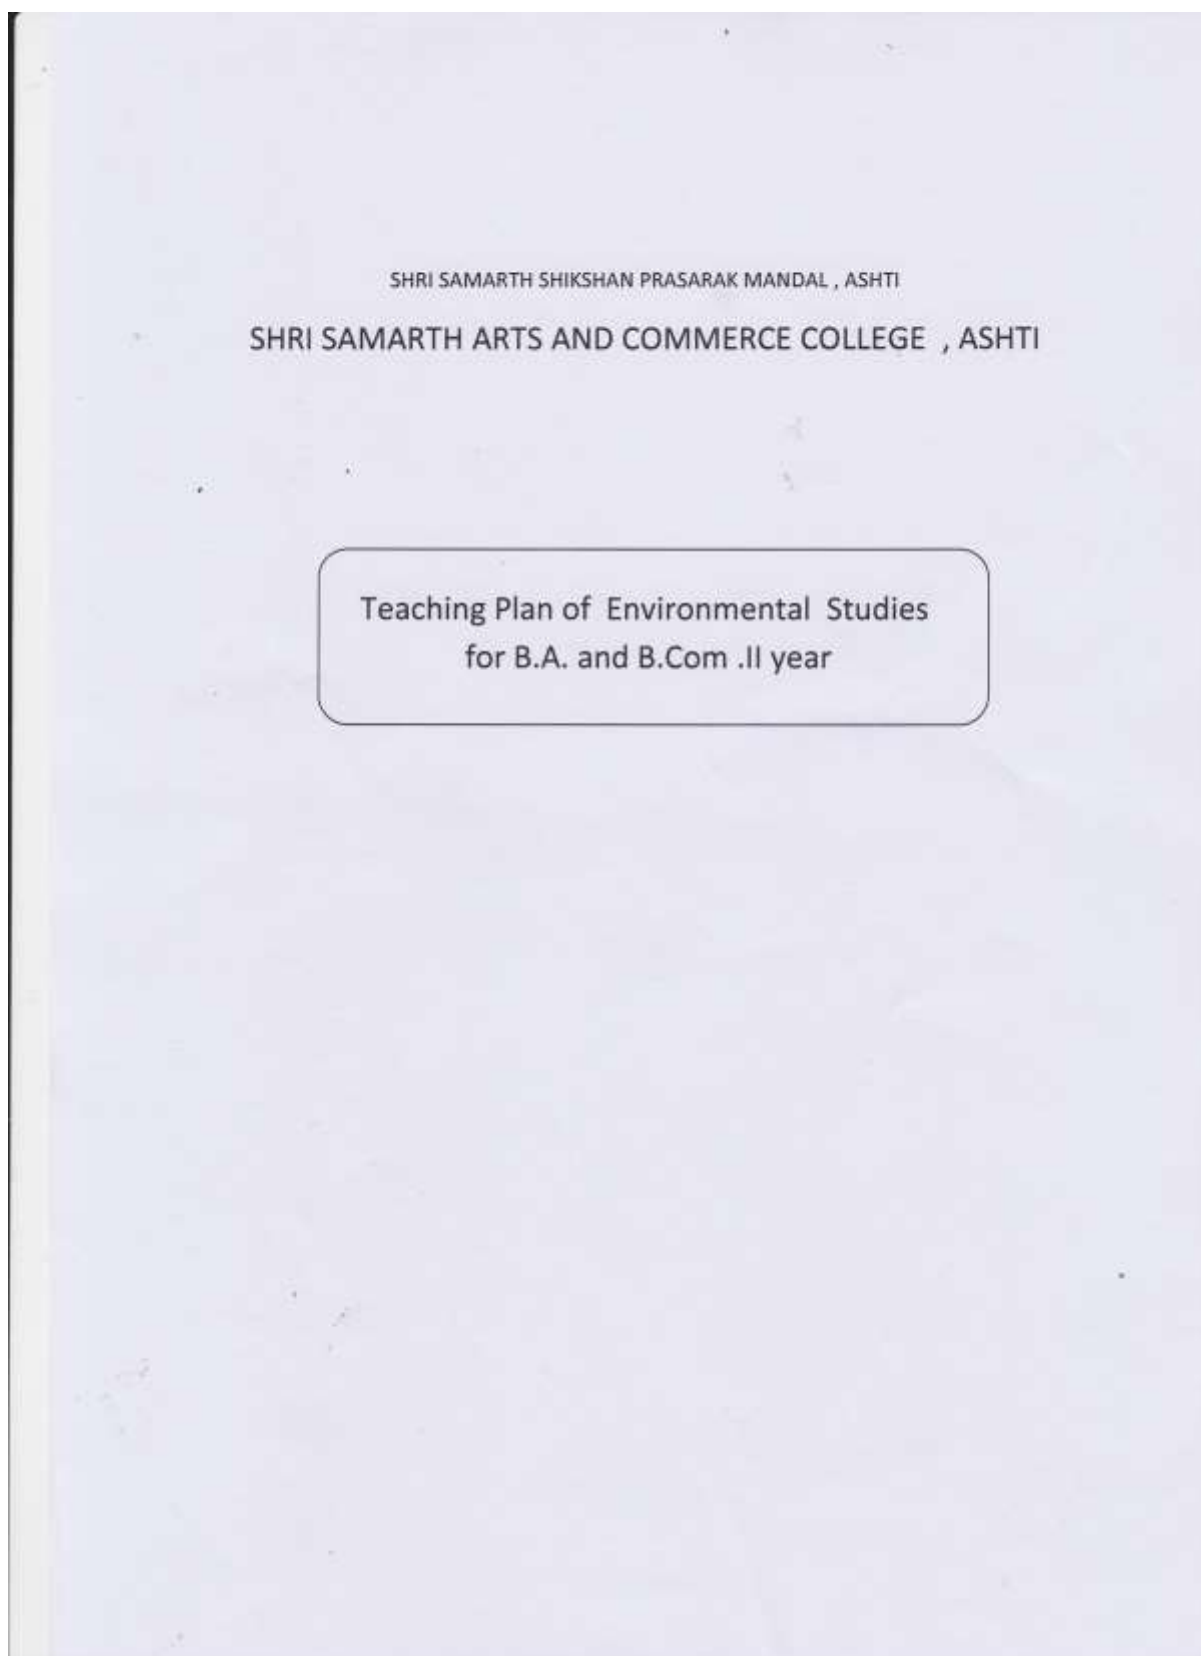 SHRI SAMARTH SHIKSHAN PRASARAK MANDAL , ASHTI
SHRI SAMARTH ARTS AND COMMERCE COLLEGE , ASHTI
Teaching Plan of Environmental Studies
for B.A. and B.Com .II year